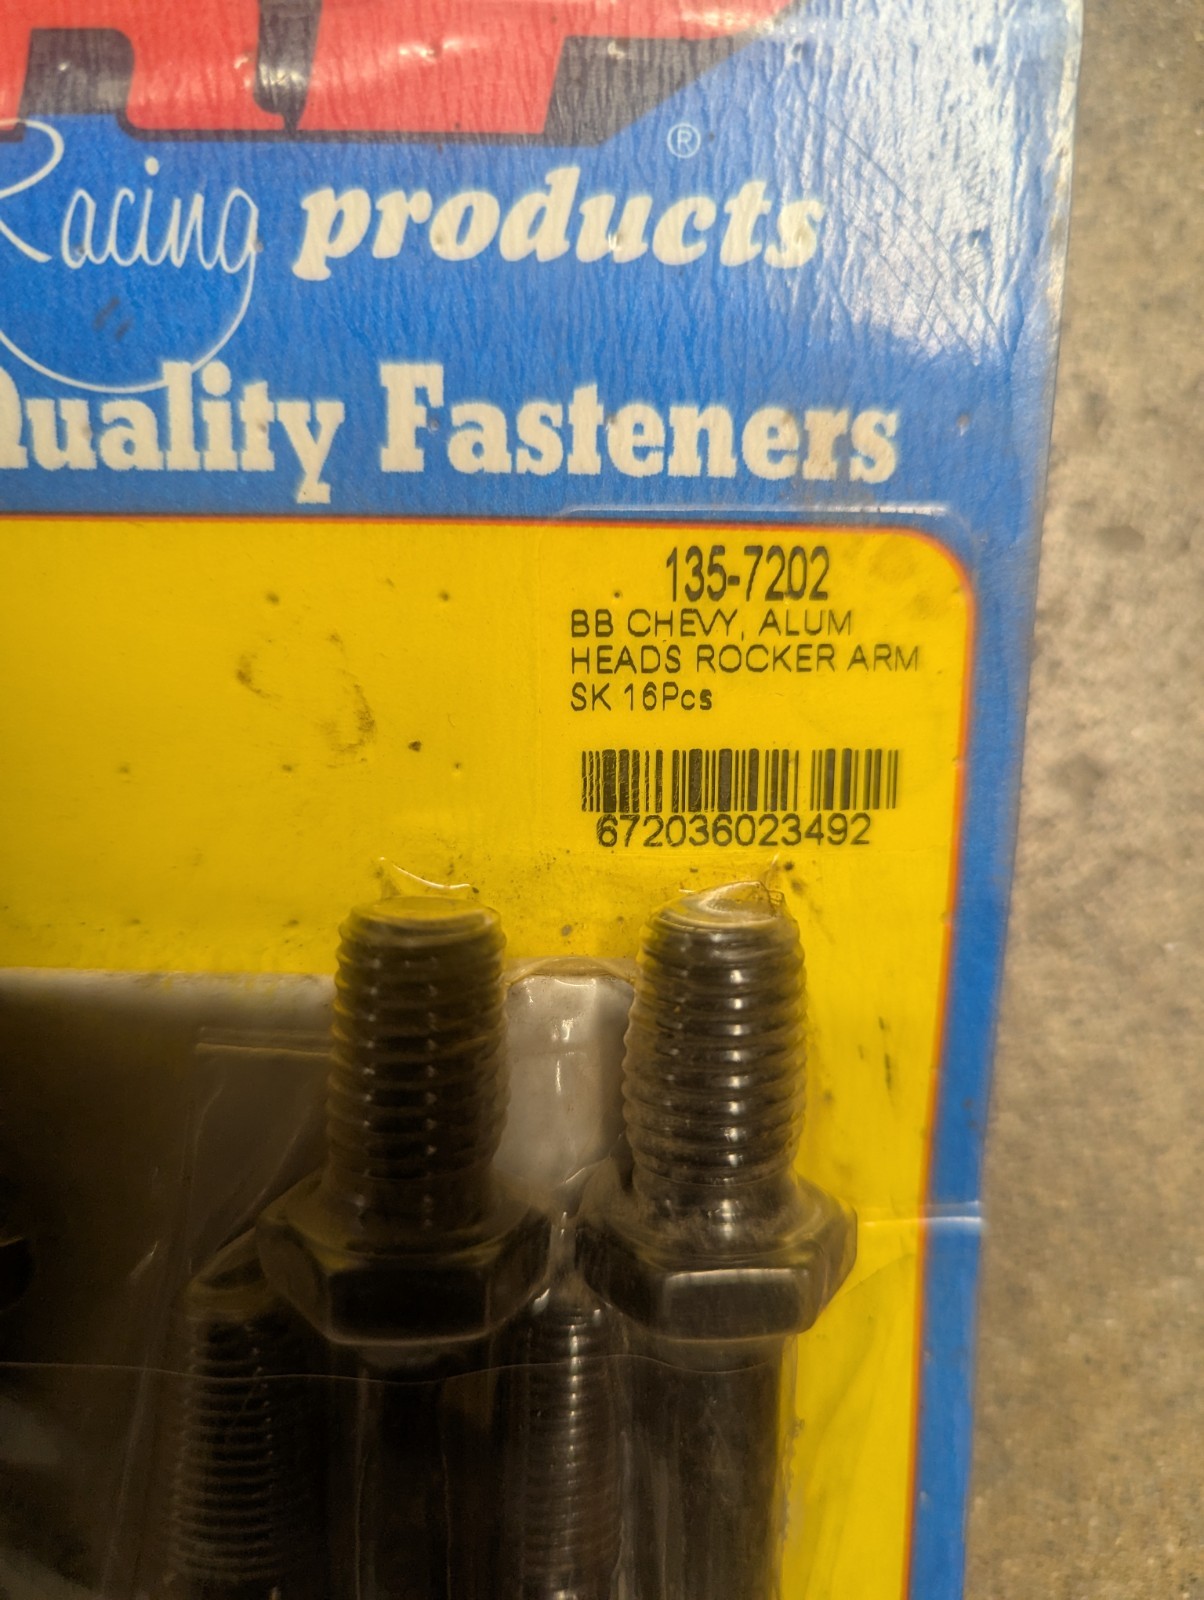 ®
Racing products
Quality Fasteners
135-7202
BB CHEVY, ALUM
HEADS ROCKER ARM
SK 16Pcs
672036023492